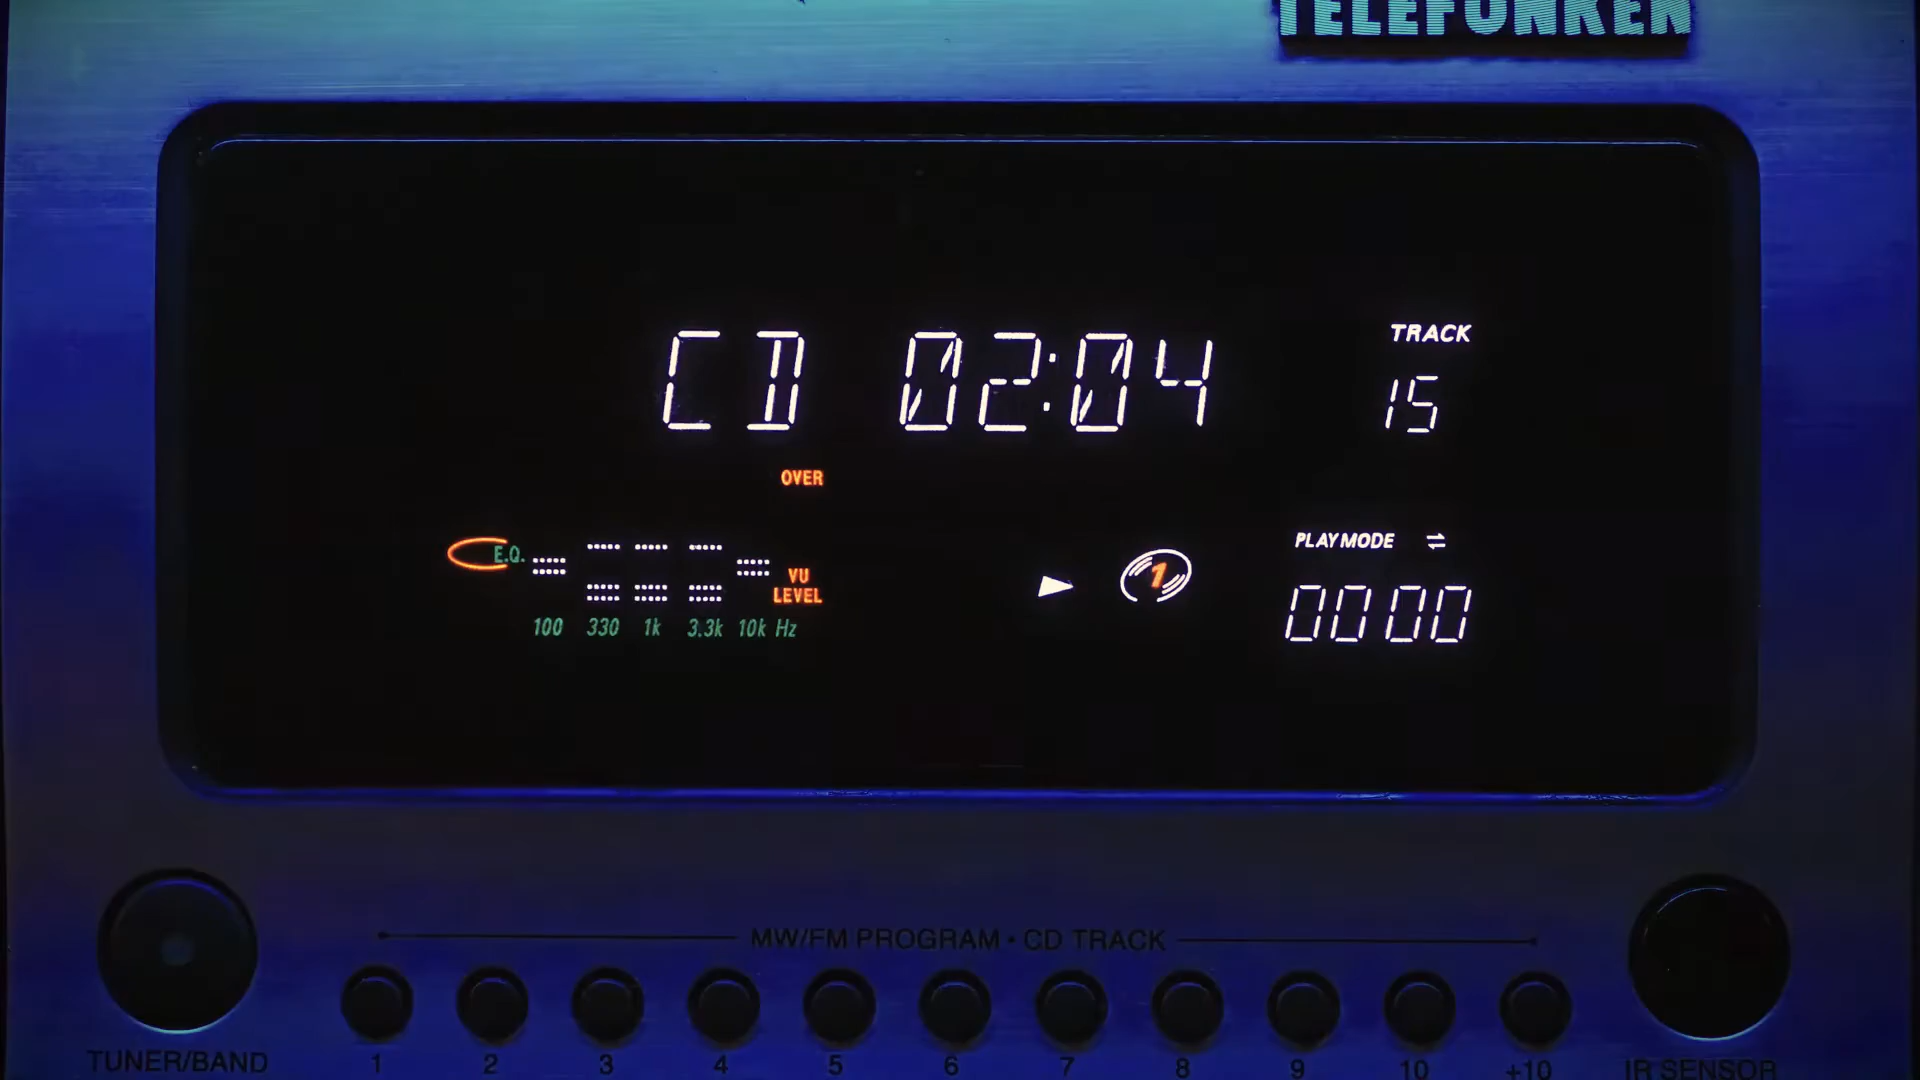 TELEFUNKEN
CD 02:04
TRACK
15
OVER
E.Q.
VU
LEVEL
100 330 1k 3.3k 10k Hz
1
PLAY MODE
0000
MW/FM PROGRAM • CD TRACK
TUNER/BAND 1 2 3 4 5 6 7 8 9 10 +10 IR SENSOR